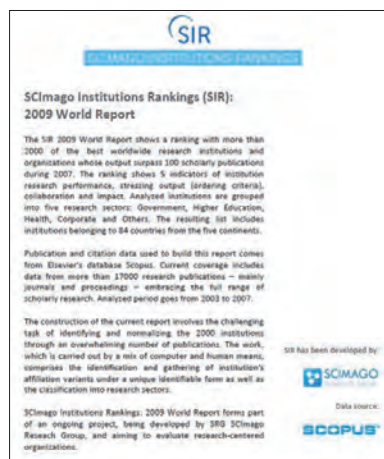 SIR
SCIMAGO INSTITUTIONS RANKINGS
SCImago Institutions Rankings (SIR):
2009 World Report
The SIR 2009 World Report shows a ranking with more than
2000 of the best worldwide research institutions and
organizations whose output surpass 100 scholarly publications
during 2007. The ranking shows 5 indicators of institution
research performance, stressing output (ordering criteria),
collaboration and impact. Analyzed institutions are grouped
into five research sectors: Government, Higher Education,
Health, Corporate and Others. The resulting list includes
institutions belonging to 84 countries from the five continents.
Publication and citation data used to build this report comes
from Elsevier's database Scopus. Current coverage includes
data from more than 17000 research publications – mainly
journals and proceedings – embracing the full range of
scholarly research. Analyzed period goes from 2003 to 2007.
The construction of the current report involves the challenging
task of identifying and normalizing the 2000 institutions
through an overwhelming number of publications. The work,
which is carried out by a mix of computer and human means,
comprises the identification and gathering of institution's
affiliation variants under a unique identifiable form as well as
the classification into research sectors.
SIR has been developed by:
SCIMAGO
Data source:
SCOPUS
SCImago Institutions Rankings: 2009 World Report forms part
of an ongoing project, being developed by SRG SCImago
Reseach Group, and aiming to evaluate research-centered
organizations.